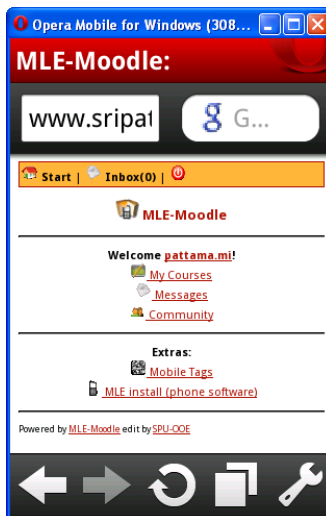 Opera Mobile for Windows (308...
MLE-Moodle:
www.sripat
G...
Start | Inbox(0) |
MLE-Moodle
Welcome pattama.mi!
My Courses
Messages
Community
Extras:
Mobile Tags
MLE install (phone software)
Powered by MLE-Moodle edit by SPU-OOE